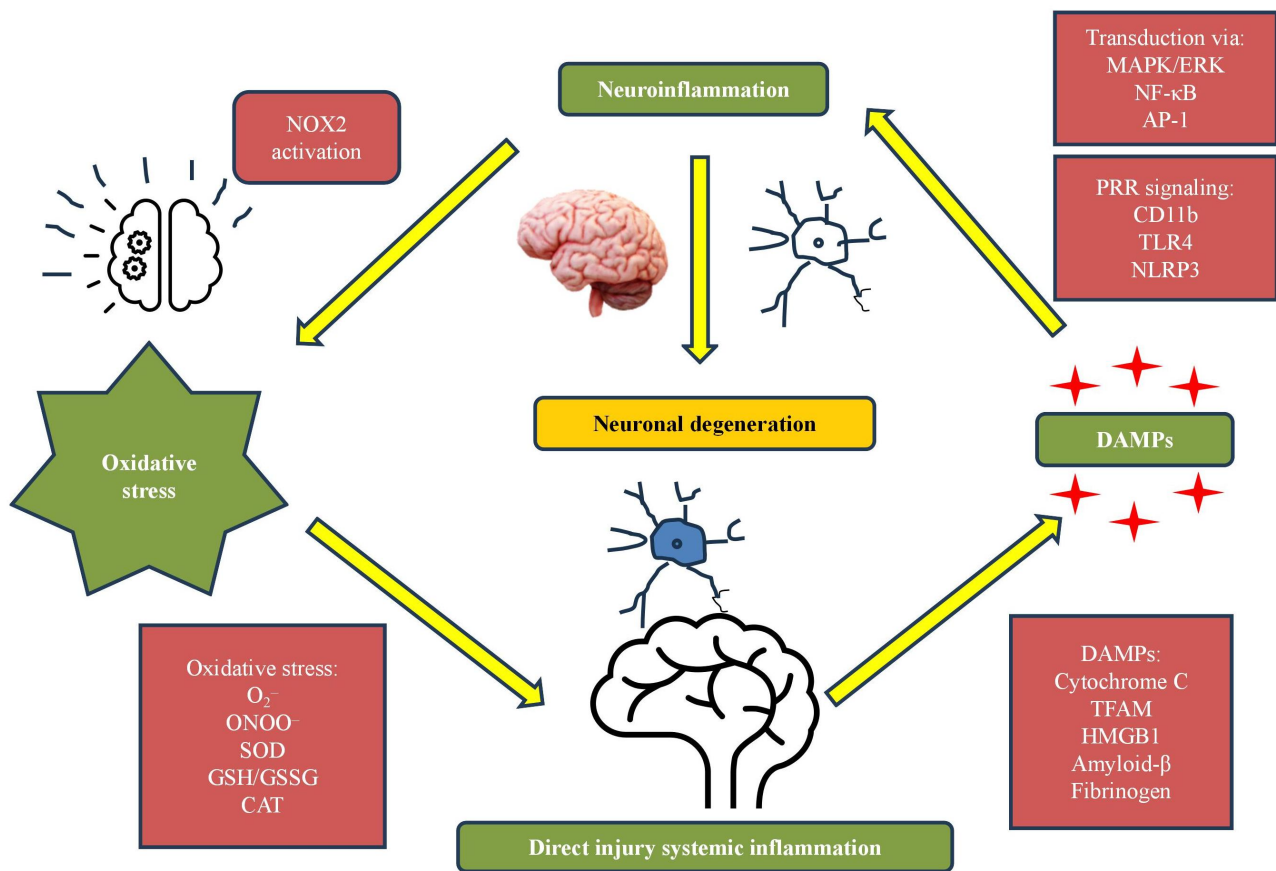 Neuroinflammation
NOX2
activation
Transduction via:
MAPK/ERK
NF-κB
AP-1
PRR signaling:
CD11b
TLR4
NLRP3
Oxidative
stress
Neuronal degeneration
DAMPs
Oxidative stress:
O₂⁻
ONOO⁻
SOD
GSH/GSSG
CAT
DAMPs:
Cytochrome C
TFAM
HMGB1
Amyloid-β
Fibrinogen
Direct injury systemic inflammation